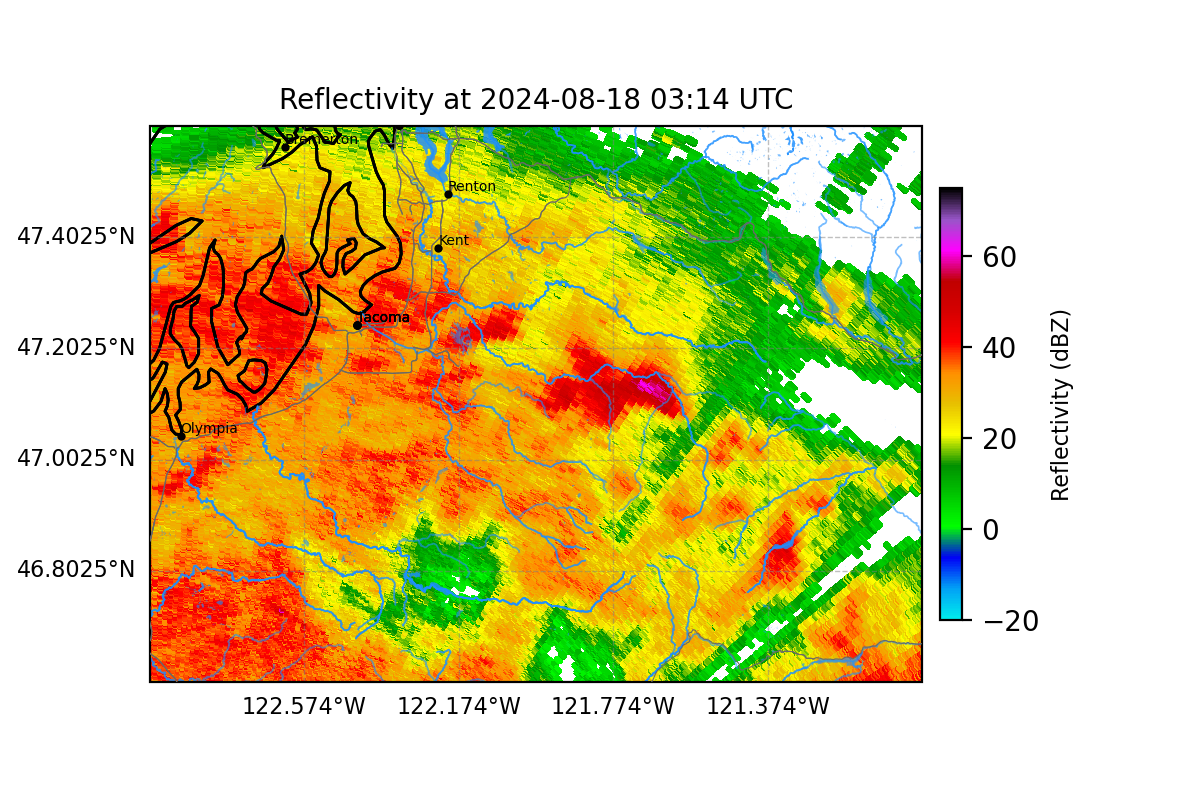 Reflectivity at 2024-08-18 03:14 UTC
Bremerton
Renton
Kent
Tacoma
Olympia
47.4025°N
47.2025°N
47.0025°N
46.8025°N
122.574°W
122.174°W
121.774°W
121.374°W
60
40
20
0
−20
Reflectivity (dBZ)